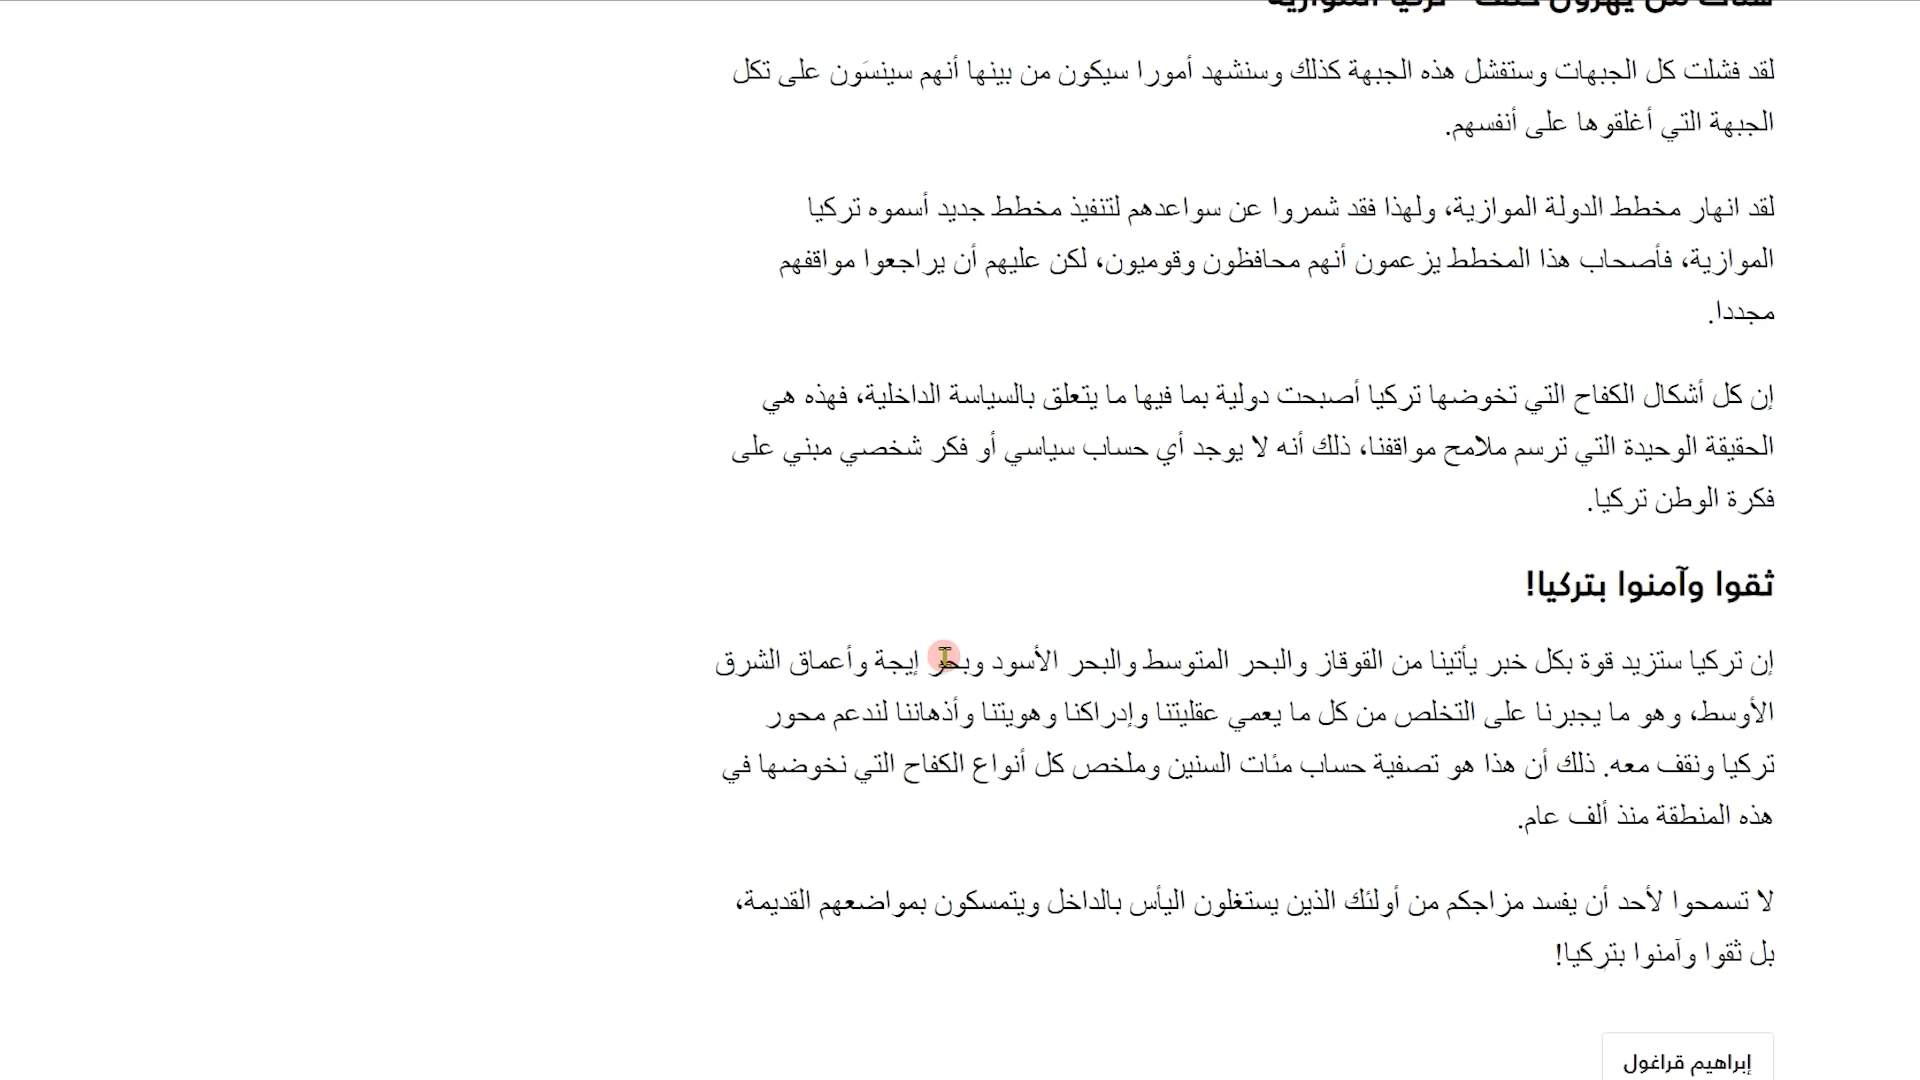 لقد فشلت كل الجبهات وستفشل هذه الجبهة كذلك وسنشهد أمورا سيكون من بينها أنهم سينسَون على تكل
الجبهة التي أغلقوها على أنفسهم.
لقد انهار مخطط الدولة الموازية، ولهذا فقد شمروا عن سواعدهم لتنفيذ مخطط جديد أسموه تركيا
الموازية، فأصحاب هذا المخطط يزعمون أنهم محافظون وقوميون، لكن عليهم أن يراجعوا مواقفهم
مجددا.
إن كل أشكال الكفاح التي تخوضها تركيا أصبحت دولية بما فيها ما يتعلق بالسياسة الداخلية، فهذه هي
الحقيقة الوحيدة التي ترسم ملامح مواقفنا، ذلك أنه لا يوجد أي حساب سياسي أو فكر شخصي مبني على
فكرة الوطن تركيا.
ثقوا وآمنوا بتركيا!
إن تركيا ستزيد قوة بكل خبر يأتينا من القوقاز والبحر المتوسط والبحر الأسود وبحر إيجة وأعماق الشرق
الأوسط، وهو ما يجبرنا على التخلص من كل ما يعمي عقليتنا وإدراكنا وهويتنا وأذهاننا لندعم محور
تركيا ونقف معه. ذلك أن هذا هو تصفية حساب مئات السنين وملخص كل أنواع الكفاح التي نخوضها في
هذه المنطقة منذ ألف عام.
لا تسمحوا لأحد أن يفسد مزاجكم من أولئك الذين يستغلون اليأس بالداخل ويتمسكون بمواضعهم القديمة،
بل ثقوا وآمنوا بتركيا!
إبراهيم قراغول